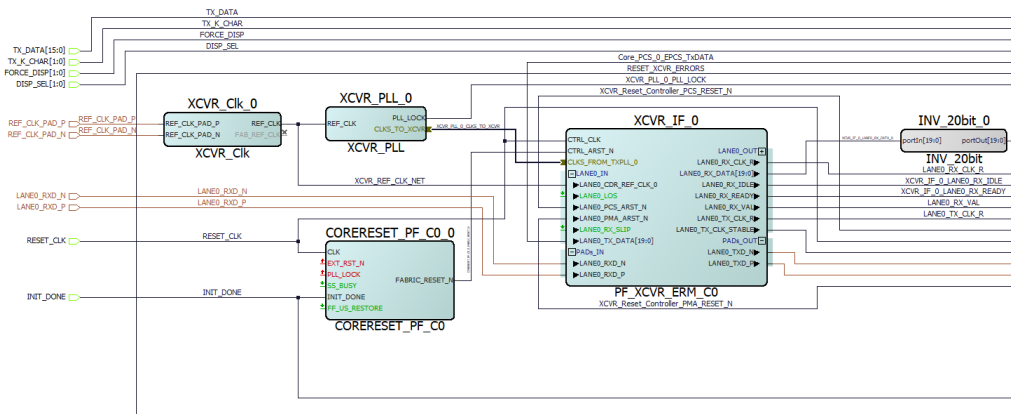 TX_DATA
TX_K_CHAR
FORCE_DISP
DISP_SEL
TX_DATA[15:0]
TX_K_CHAR[1:0]
FORCE_DISP[1:0]
DISP_SEL[1:0]
Core_PCS_0_EPCS_TxDATA
RESET_XCVR_ERRORS
XCVR_PLL_0_PLL_LOCK
XCVR_Reset_Controller_PCS_RESET_N
XCVR_Clk_0
REF_CLK_PAD_P
REF_CLK_PAD_N
REF_CLK_PAD_P
REF_CLK_PAD_N
REF_CLK_PAD_P
REF_CLK_PAD_N
REF_CLK
FAB_REF_CLK
XCVR_Clk
XCVR_PLL_0
REF_CLK
PLL_LOCK
CLKS_TO_XCVR
XCVR_PLL
XCVR_PLL_0_CLKS_TO_XCVR
XCVR_IF_0
CTRL_CLK
CTRL_ARST_N
CLKS_FROM_TXPLL_0
LANE0_IN
LANE0_CDR_REF_CLK_0
LANE0_LOS
LANE0_PCS_ARST_N
LANE0_PMA_ARST_N
LANE0_RX_SLIP
LANE0_TX_DATA[19:0]
PADs_IN
LANE0_RXD_N
LANE0_RXD_P
LANE0_OUT
LANE0_RX_CLK_R
LANE0_RX_DATA[19:0]
LANE0_RX_IDLE
LANE0_RX_READY
LANE0_RX_VAL
LANE0_TX_CLK_R
LANE0_TX_CLK_STABLE
PADs_OUT
LANE0_TXD_N
LANE0_TXD_P
PF_XCVR_ERM_C0
XCVR_Reset_Controller_PMA_RESET_N
INV_20bit_0
XCVR_IF_0_LANE0_RX_DATA_0
portIn[19:0]
portOut[19:0]
INV_20bit
LANE0_RX_CLK_R
XCVR_IF_0_LANE0_RX_IDLE
XCVR_IF_0_LANE0_RX_READY
LANE0_RX_VAL
LANE0_TX_CLK_R
XCVR_REF_CLK_NET
LANE0_RXD_N
LANE0_RXD_P
LANE0_RXD_N
LANE0_RXD_P
RESET_CLK
RESET_CLK
INIT_DONE
INIT_DONE
CORERESET_PF_C0_0
CLK
EXT_RST_N
PLL_LOCK
SS_BUSY
INIT_DONE
FF_US_RESTORE
FABRIC_RESET_N
CORERESET_PF_C0